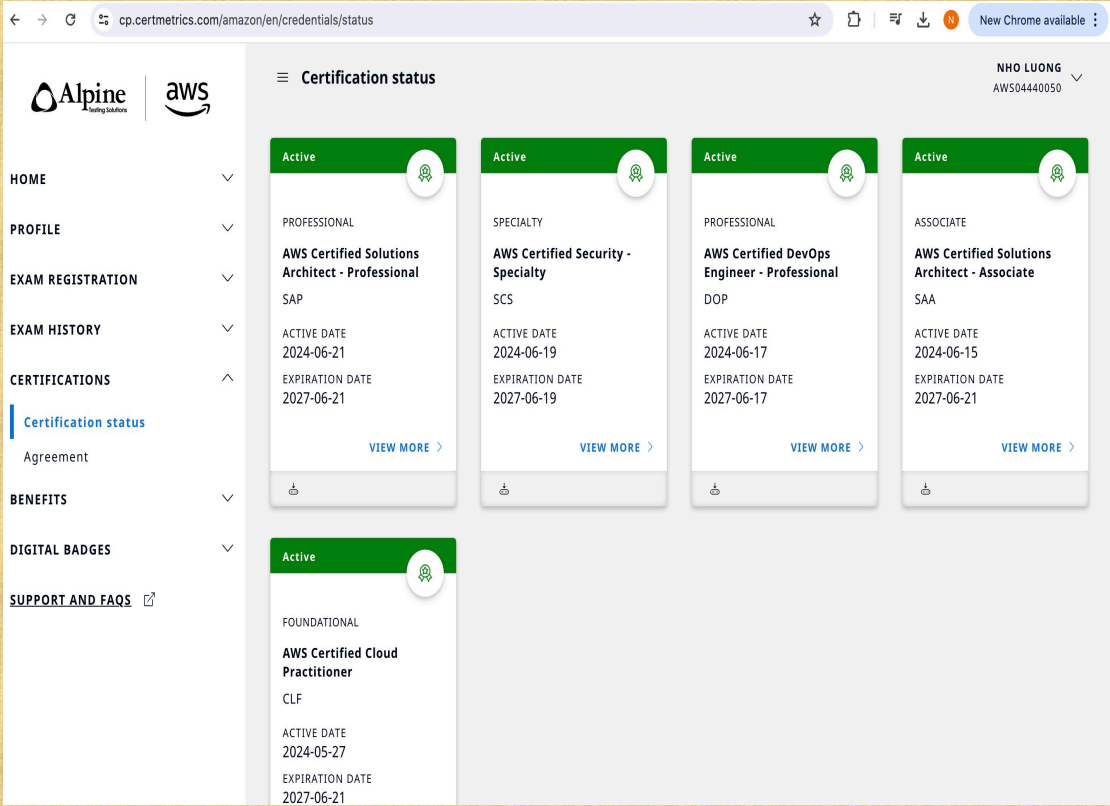 cp.certmetrics.com/amazon/en/credentials/status
N
New Chrome available
Alpine
Testing Solutions
aws
Certification status
NHO LUONG
AWS04440050
HOME
PROFILE
EXAM REGISTRATION
EXAM HISTORY
CERTIFICATIONS
Certification status
Agreement
BENEFITS
DIGITAL BADGES
SUPPORT AND FAQS
Active
PROFESSIONAL
AWS Certified Solutions
Architect - Professional
SAP
ACTIVE DATE
2024-06-21
EXPIRATION DATE
2027-06-21
VIEW MORE
Active
SPECIALTY
AWS Certified Security -
Specialty
SCS
ACTIVE DATE
2024-06-19
EXPIRATION DATE
2027-06-19
VIEW MORE
Active
PROFESSIONAL
AWS Certified DevOps
Engineer - Professional
DOP
ACTIVE DATE
2024-06-17
EXPIRATION DATE
2027-06-17
VIEW MORE
Active
ASSOCIATE
AWS Certified Solutions
Architect - Associate
SAA
ACTIVE DATE
2024-06-15
EXPIRATION DATE
2027-06-21
VIEW MORE
Active
FOUNDATIONAL
AWS Certified Cloud
Practitioner
CLF
ACTIVE DATE
2024-05-27
EXPIRATION DATE
2027-06-21